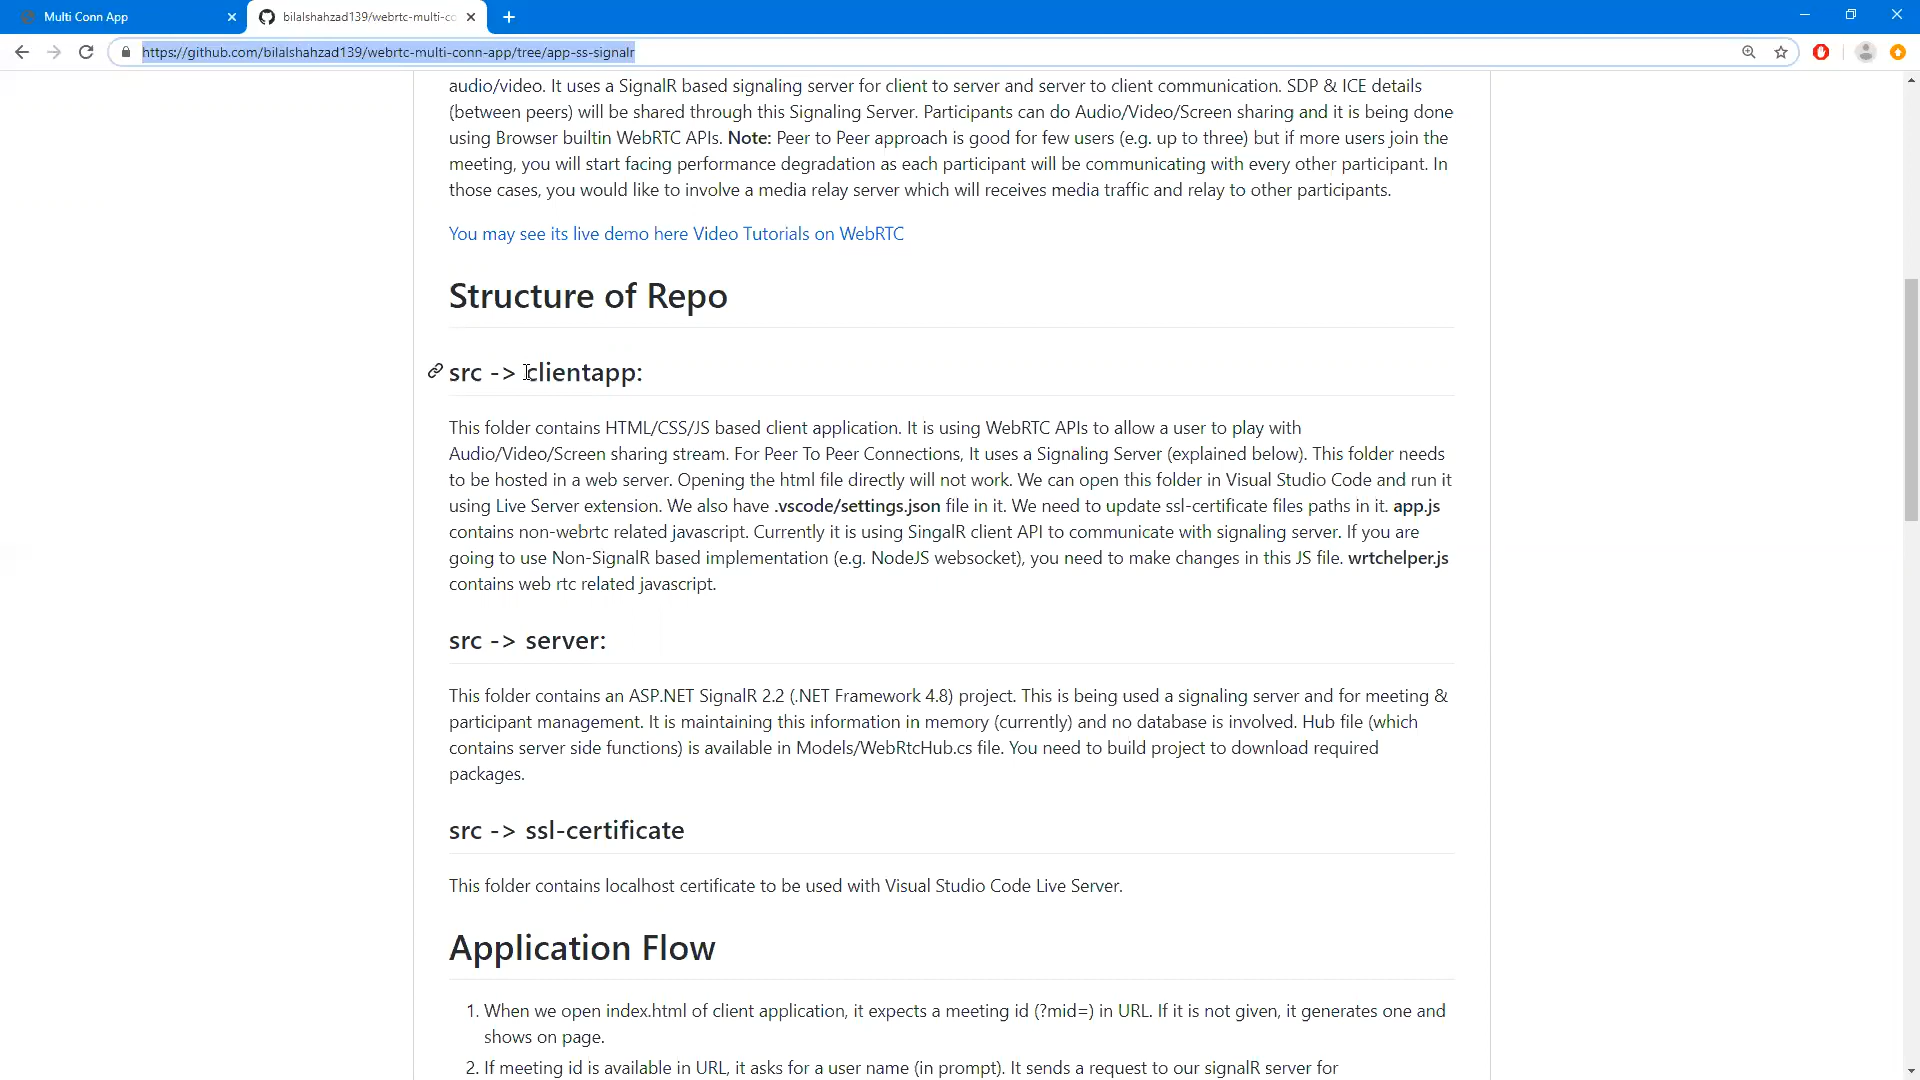 Multi Conn App
bilalshahzad139/webrtc-multi-co
https://github.com/bilalshahzad139/webrtc-multi-conn-app/tree/app-ss-signalr
audio/video. It uses a SignalR based signaling server for client to server and server to client communication. SDP & ICE details
(between peers) will be shared through this Signaling Server. Participants can do Audio/Video/Screen sharing and it is being done
using Browser builtin WebRTC APIs. Note: Peer to Peer approach is good for few users (e.g. up to three) but if more users join the
meeting, you will start facing performance degradation as each participant will be communicating with every other participant. In
those cases, you would like to involve a media relay server which will receives media traffic and relay to other participants.
You may see its live demo here Video Tutorials on WebRTC
Structure of Repo
src -> clientapp:
This folder contains HTML/CSS/JS based client application. It is using WebRTC APIs to allow a user to play with
Audio/Video/Screen sharing stream. For Peer To Peer Connections, It uses a Signaling Server (explained below). This folder needs
to be hosted in a web server. Opening the html file directly will not work. We can open this folder in Visual Studio Code and run it
using Live Server extension. We also have .vscode/settings.json file in it. We need to update ssl-certificate files paths in it. app.js
contains non-webrtc related javascript. Currently it is using SingalR client API to communicate with signaling server. If you are
going to use Non-SignalR based implementation (e.g. NodeJS websocket), you need to make changes in this JS file. wrtchelper.js
contains web rtc related javascript.
src -> server:
This folder contains an ASP.NET SignalR 2.2 (.NET Framework 4.8) project. This is being used a signaling server and for meeting &
participant management. It is maintaining this information in memory (currently) and no database is involved. Hub file (which
contains server side functions) is available in Models/WebRtcHub.cs file. You need to build project to download required
packages.
src -> ssl-certificate
This folder contains localhost certificate to be used with Visual Studio Code Live Server.
Application Flow
1. When we open index.html of client application, it expects a meeting id (?mid=) in URL. If it is not given, it generates one and
shows on page.
2. If meeting id is available in URL, it asks for a user name (in prompt). It sends a request to our signalR server for